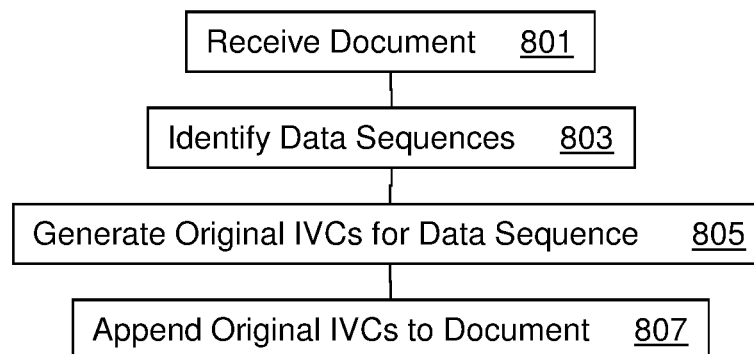 Receive Document 801
Identify Data Sequences 803
Generate Original IVCs for Data Sequence 805
Append Original IVCs to Document 807